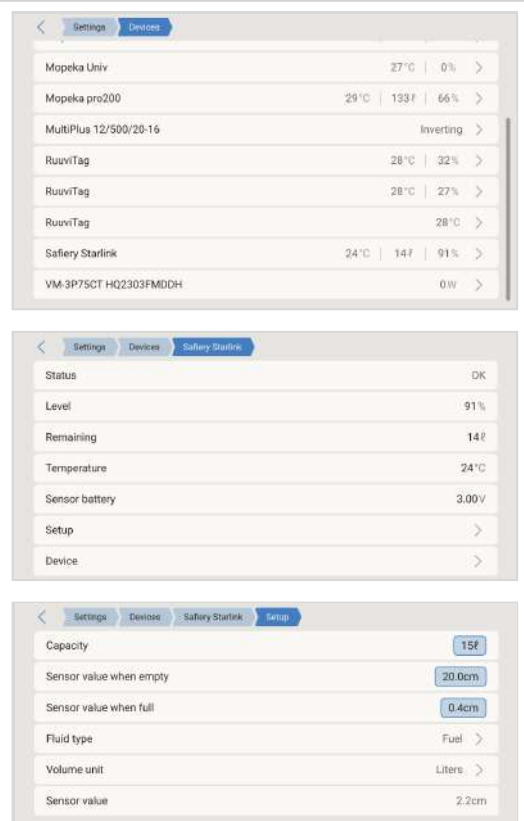 Settings Devices
Mopeka Univ 27°C | 0%
Mopeka pro200 29°C | 133ℓ | 66%
MultiPlus 12/500/20-16 Inverting
RuuviTag 28°C | 32%
RuuviTag 28°C | 27%
RuuviTag 28°C
Safiery Starlink 24°C | 14ℓ | 91%
VM-3P75CT HQ2303FMDDH 0W
Settings Devices Safiery Starlink
Status OK
Level 91%
Remaining 14ℓ
Temperature 24°C
Sensor battery 3.00V
Setup
Device
Settings Devices Safiery Starlink Setup
Capacity 15ℓ
Sensor value when empty 20.0cm
Sensor value when full 0.4cm
Fluid type Fuel
Volume unit Liters
Sensor value 2.2cm